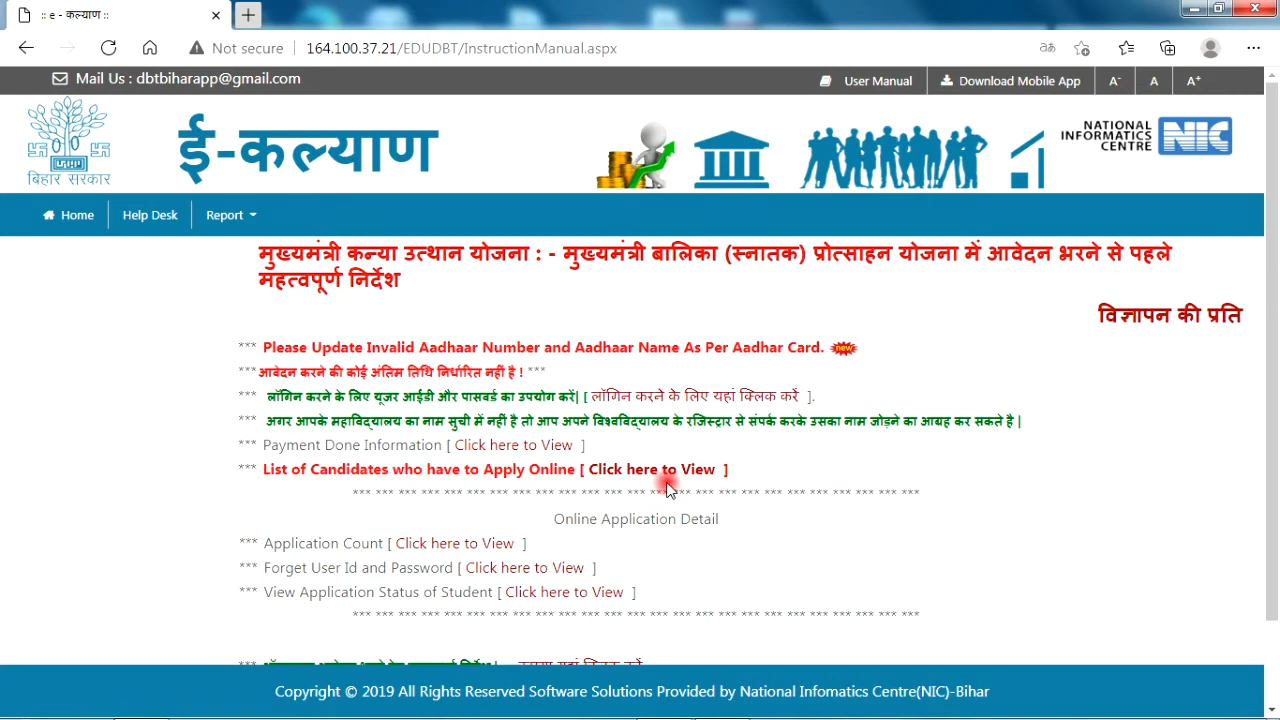 :: e - कल्याण ::
Not secure
164.100.37.21/EDUDBT/InstructionManual.aspx
Mail Us : dbtbiharapp@gmail.com
User Manual
Download Mobile App
A-
A
A+
बिहार सरकार
ई-कल्याण
NATIONAL
INFORMATICS
CENTRE
NIC
Home
Help Desk
Report
मुख्यमंत्री कन्या उत्थान योजना : - मुख्यमंत्री बालिका (स्नातक) प्रोत्साहन योजना में आवेदन भरने से पहले
महत्वपूर्ण निर्देश
विज्ञापन की प्रति
*** Please Update Invalid Aadhaar Number and Aadhaar Name As Per Aadhar Card. new
*** आवेदन करने की कोई अंतिम तिथि निर्धारित नहीं है ! ***
*** लॉगिन करने के लिए यूजर आईडी और पासवर्ड का उपयोग करें| [ लॉगिन करने के लिए यहां क्लिक करें ].
*** अगर आपके महाविद्यालय का नाम सुची में नहीं है तो आप अपने विश्वविद्यालय के रजिस्ट्रार से संपर्क करके उसका नाम जोड़ने का आग्रह कर सकते है |
*** Payment Done Information [ Click here to View ]
*** List of Candidates who have to Apply Online [ Click here to View ]
*** *** *** *** *** *** *** *** *** *** *** *** *** *** *** *** *** *** *** *** *** *** ***
Online Application Detail
*** Application Count [ Click here to View ]
*** Forget User Id and Password [ Click here to View ]
*** View Application Status of Student [ Click here to View ]
*** *** *** *** *** *** *** *** *** *** *** *** *** *** *** *** *** *** *** *** *** *** ***
Copyright © 2019 All Rights Reserved Software Solutions Provided by National Infomatics Centre(NIC)-Bihar